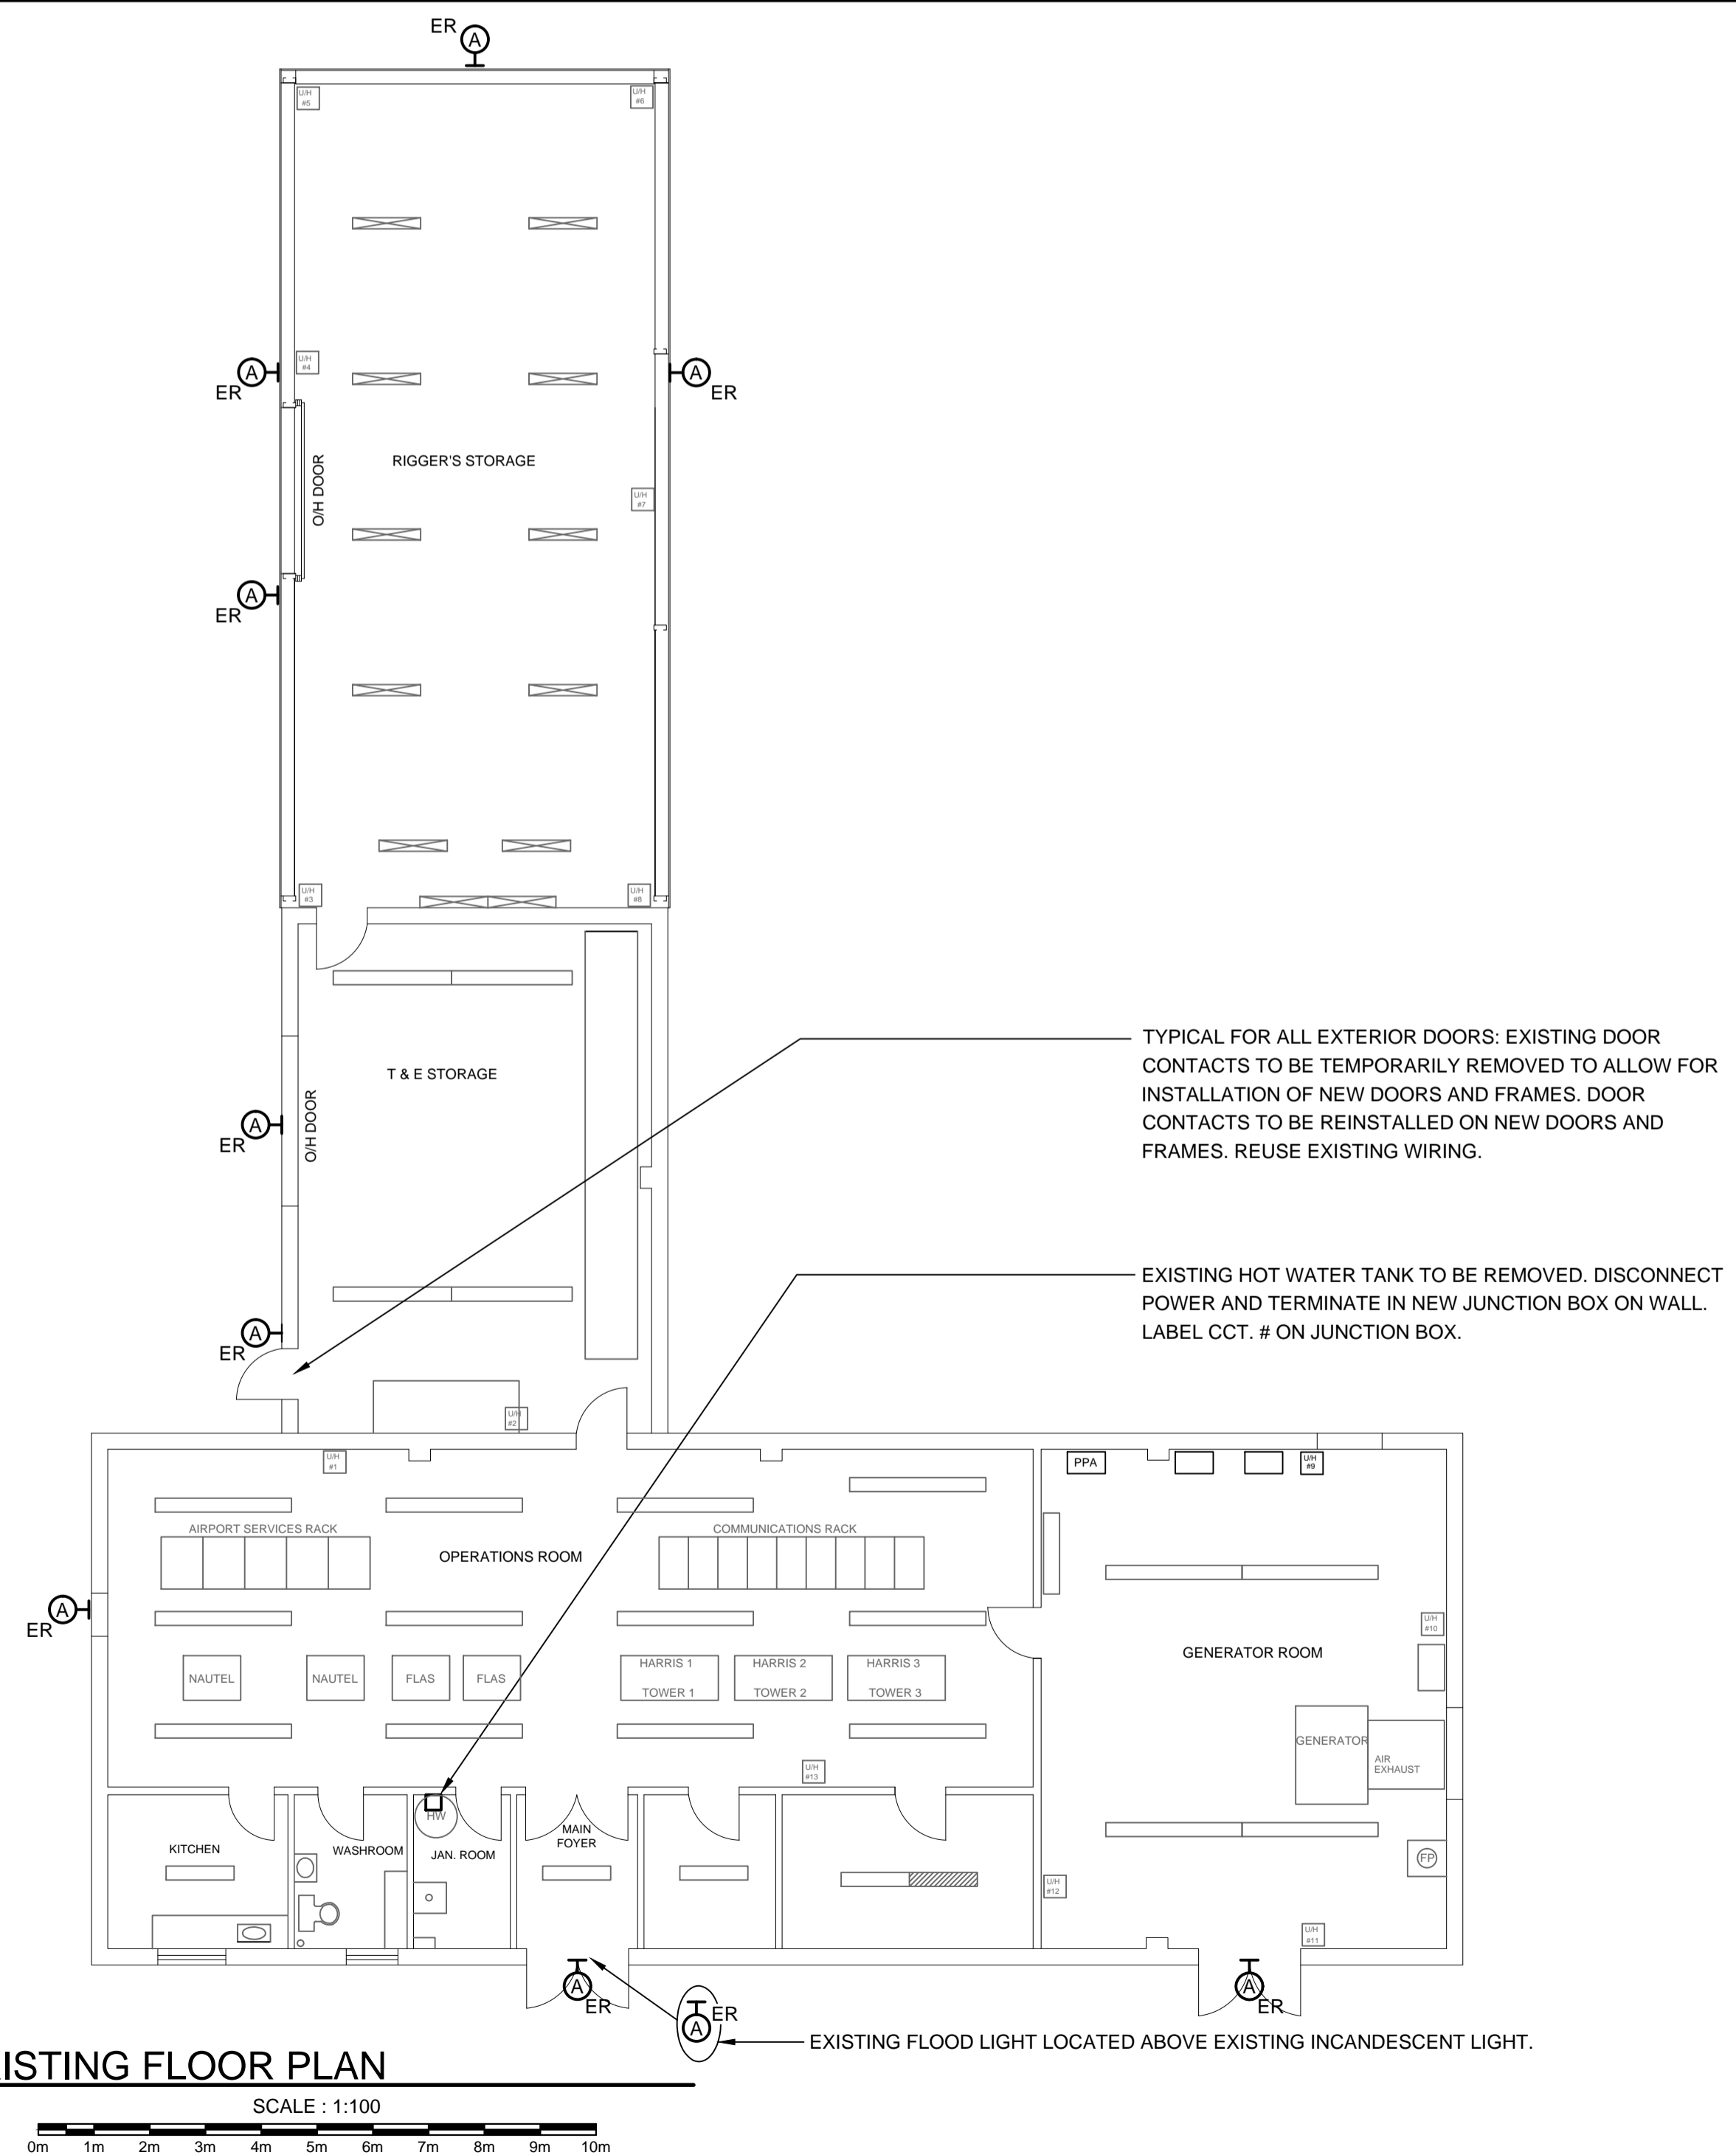 ER
A
U/H
#5
U/H
#6
U/H
#4
A
ER
A
ER
RIGGER'S STORAGE
O/H DOOR
U/H
#7
A
ER
U/H
#3
U/H
#8
T & E STORAGE
O/H DOOR
A
ER
TYPICAL FOR ALL EXTERIOR DOORS: EXISTING DOOR
CONTACTS TO BE TEMPORARILY REMOVED TO ALLOW FOR
INSTALLATION OF NEW DOORS AND FRAMES. DOOR
CONTACTS TO BE REINSTALLED ON NEW DOORS AND
FRAMES. REUSE EXISTING WIRING.
EXISTING HOT WATER TANK TO BE REMOVED. DISCONNECT
POWER AND TERMINATE IN NEW JUNCTION BOX ON WALL.
LABEL CCT. # ON JUNCTION BOX.
A
ER
U/H
#2
U/H
#1
PPA
U/H
#9
AIRPORT SERVICES RACK
COMMUNICATIONS RACK
OPERATIONS ROOM
A
ER
U/H
#10
GENERATOR ROOM
NAUTEL
NAUTEL
FLAS
FLAS
HARRIS 1
TOWER 1
HARRIS 2
TOWER 2
HARRIS 3
TOWER 3
GENERATOR
AIR
EXHAUST
U/H
#13
HW
KITCHEN
WASHROOM
JAN. ROOM
MAIN
FOYER
FP
U/H
#12
U/H
#11
A
ER
A
ER
A
ER
EXISTING FLOOD LIGHT LOCATED ABOVE EXISTING INCANDESCENT LIGHT.
ISTING FLOOR PLAN
SCALE : 1:100
0m 1m 2m 3m 4m 5m 6m 7m 8m 9m 10m